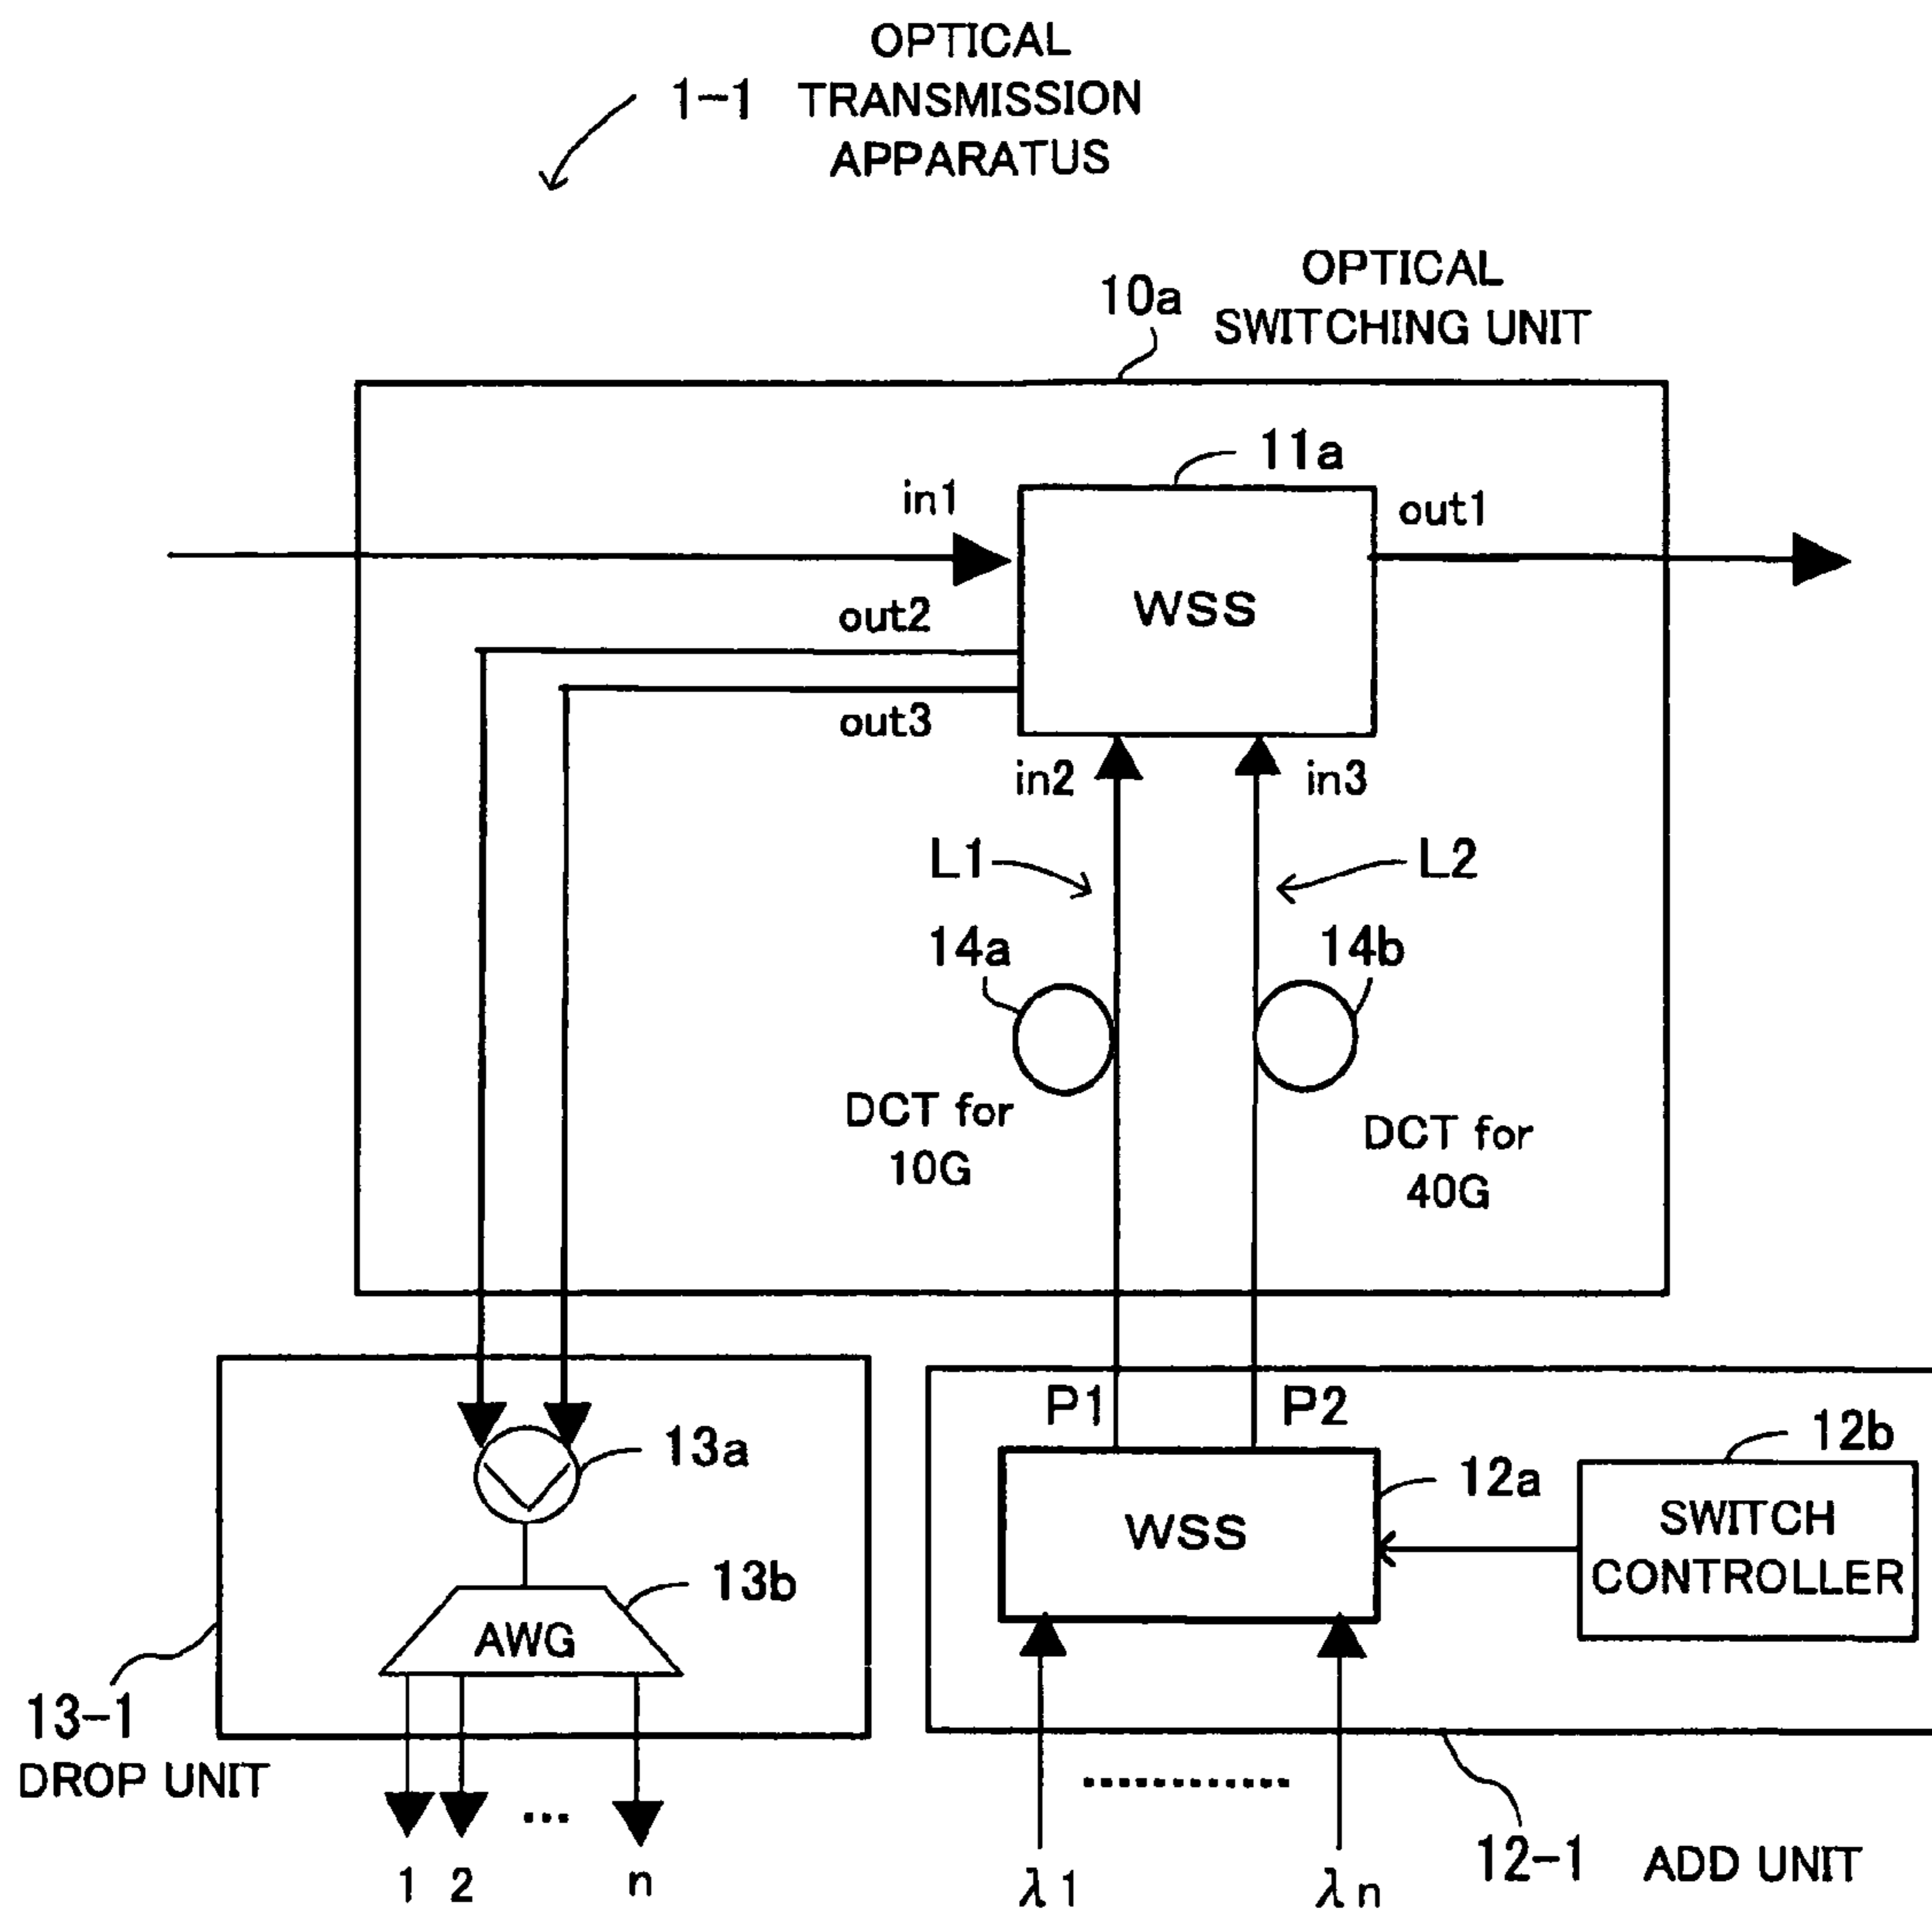 OPTICAL
1-1 TRANSMISSION
APPARATUS
OPTICAL
10a SWITCHING UNIT
11a
in1
out1
WSS
out2
out3
in2 in3
L1 L2
14a 14b
DCT for
10G
DCT for
40G
P1 P2
13a
12b
12a
WSS
SWITCH
CONTROLLER
13b
AWG
13-1
DROP UNIT
...
............
1 2 n
λ1 λn
12-1 ADD UNIT